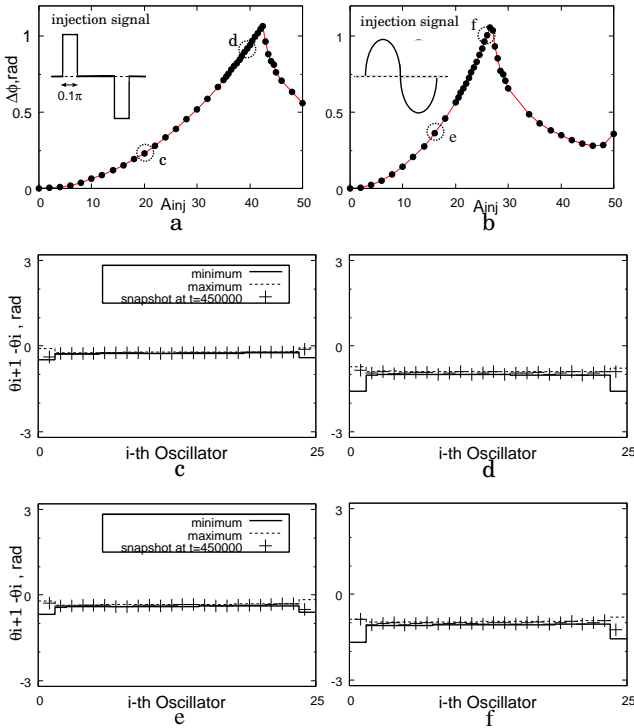 injection signal
0.1π
d
c
Δϕ,rad
1
0.5
0
0 10 20 30 40 50
Ainj
a
injection signal
f
e
1
0.5
0
0 10 20 30 40 50
Ainj
b
θi+1 -θi , rad
3
0
-3
minimum
maximum
snapshot at t=450000
0 25
i-th Oscillator
c
3
0
-3
0 25
i-th Oscillator
d
θi+1 -θi , rad
3
0
-3
minimum
maximum
snapshot at t=450000
0 25
i-th Oscillator
e
3
0
-3
0 25
i-th Oscillator
f